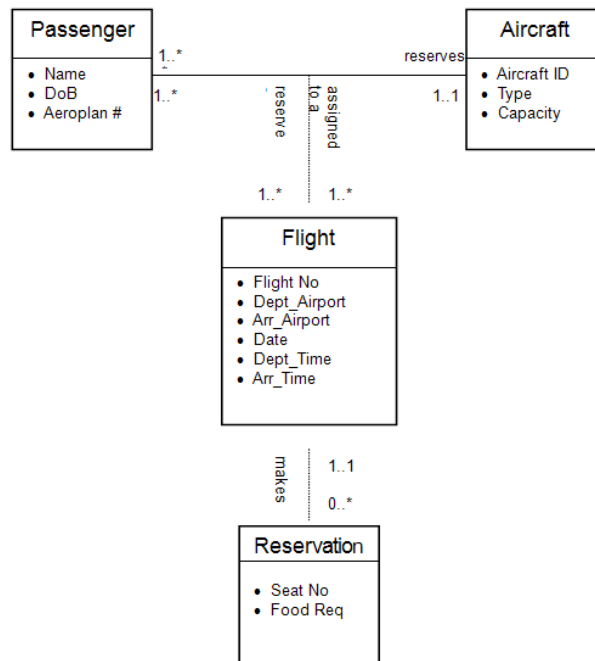 Passenger
Name
DoB
Aeroplan #
1..*
1..*
reserves
1..1
Aircraft
Aircraft ID
Type
Capacity
reserve
assigned
to a
1..*
1..*
Flight
Flight No
Dept_Airport
Arr_Airport
Date
Dept_Time
Arr_Time
makes
1..1
0..*
Reservation
Seat No
Food Req